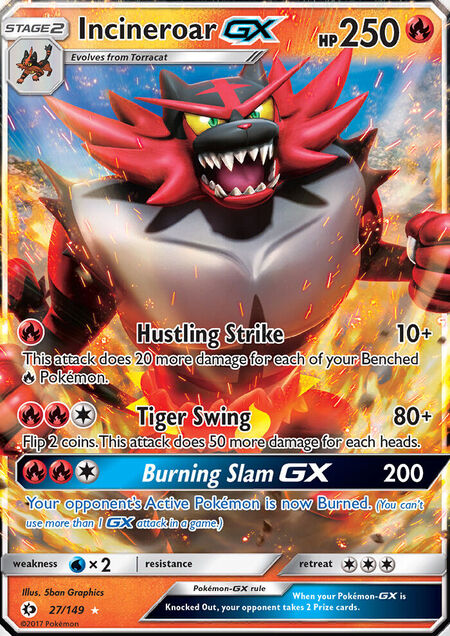 STAGE 2
Incineroar GX
HP 250
Evolves from Torracat
Hustling Strike 10+
This attack does 20 more damage for each of your Benched
Pokémon.
Tiger Swing 80+
Flip 2 coins. This attack does 50 more damage for each heads.
Burning Slam GX 200
Your opponent's Active Pokémon is now Burned. (You can't
use more than 1 GX attack in a game.)
weakness ×2 resistance retreat
Illus. 5ban Graphics
27/149
©2017 Pokémon
Pokémon-GX rule
When your Pokémon-GX is
Knocked Out, your opponent takes 2 Prize cards.